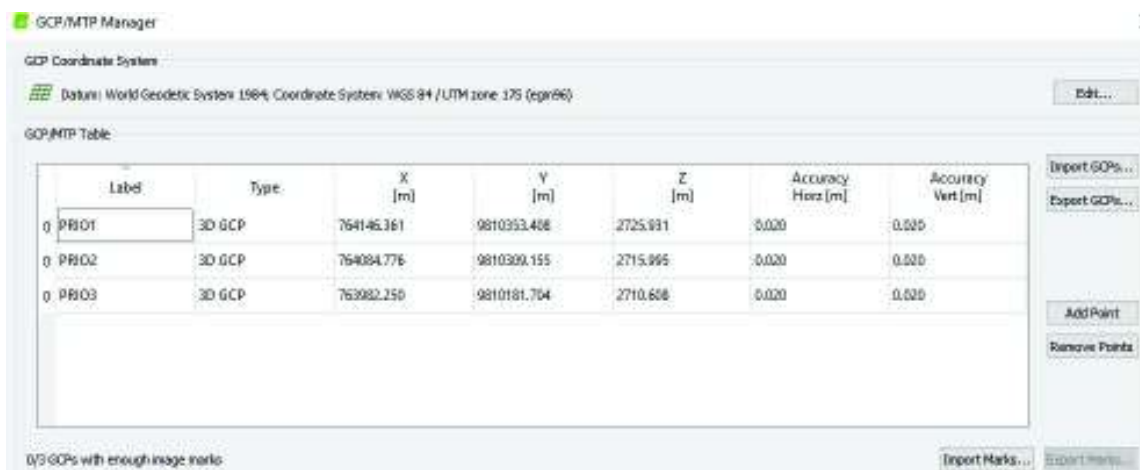 GCP/MTP Manager
GCP Coordinate System
Datum: World Geodetic System 1984; Coordinate System: WGS 84 / UTM zone 17S (egm96)
Edit...
GCP/MTP Table
Label Type X [m] Y [m] Z [m] Accuracy Horz [m] Accuracy Vert [m]
Import GCPs...
Export GCPs...
0 PRIO1 3D GCP 764146.361 9810353.408 2725.931 0.020 0.020
0 PRIO2 3D GCP 764084.776 9810309.155 2715.995 0.020 0.020
0 PRIO3 3D GCP 763982.250 9810181.704 2710.608 0.020 0.020
Add Point
Remove Points
0/3 GCPs with enough image marks
Import Marks...
Export Marks...